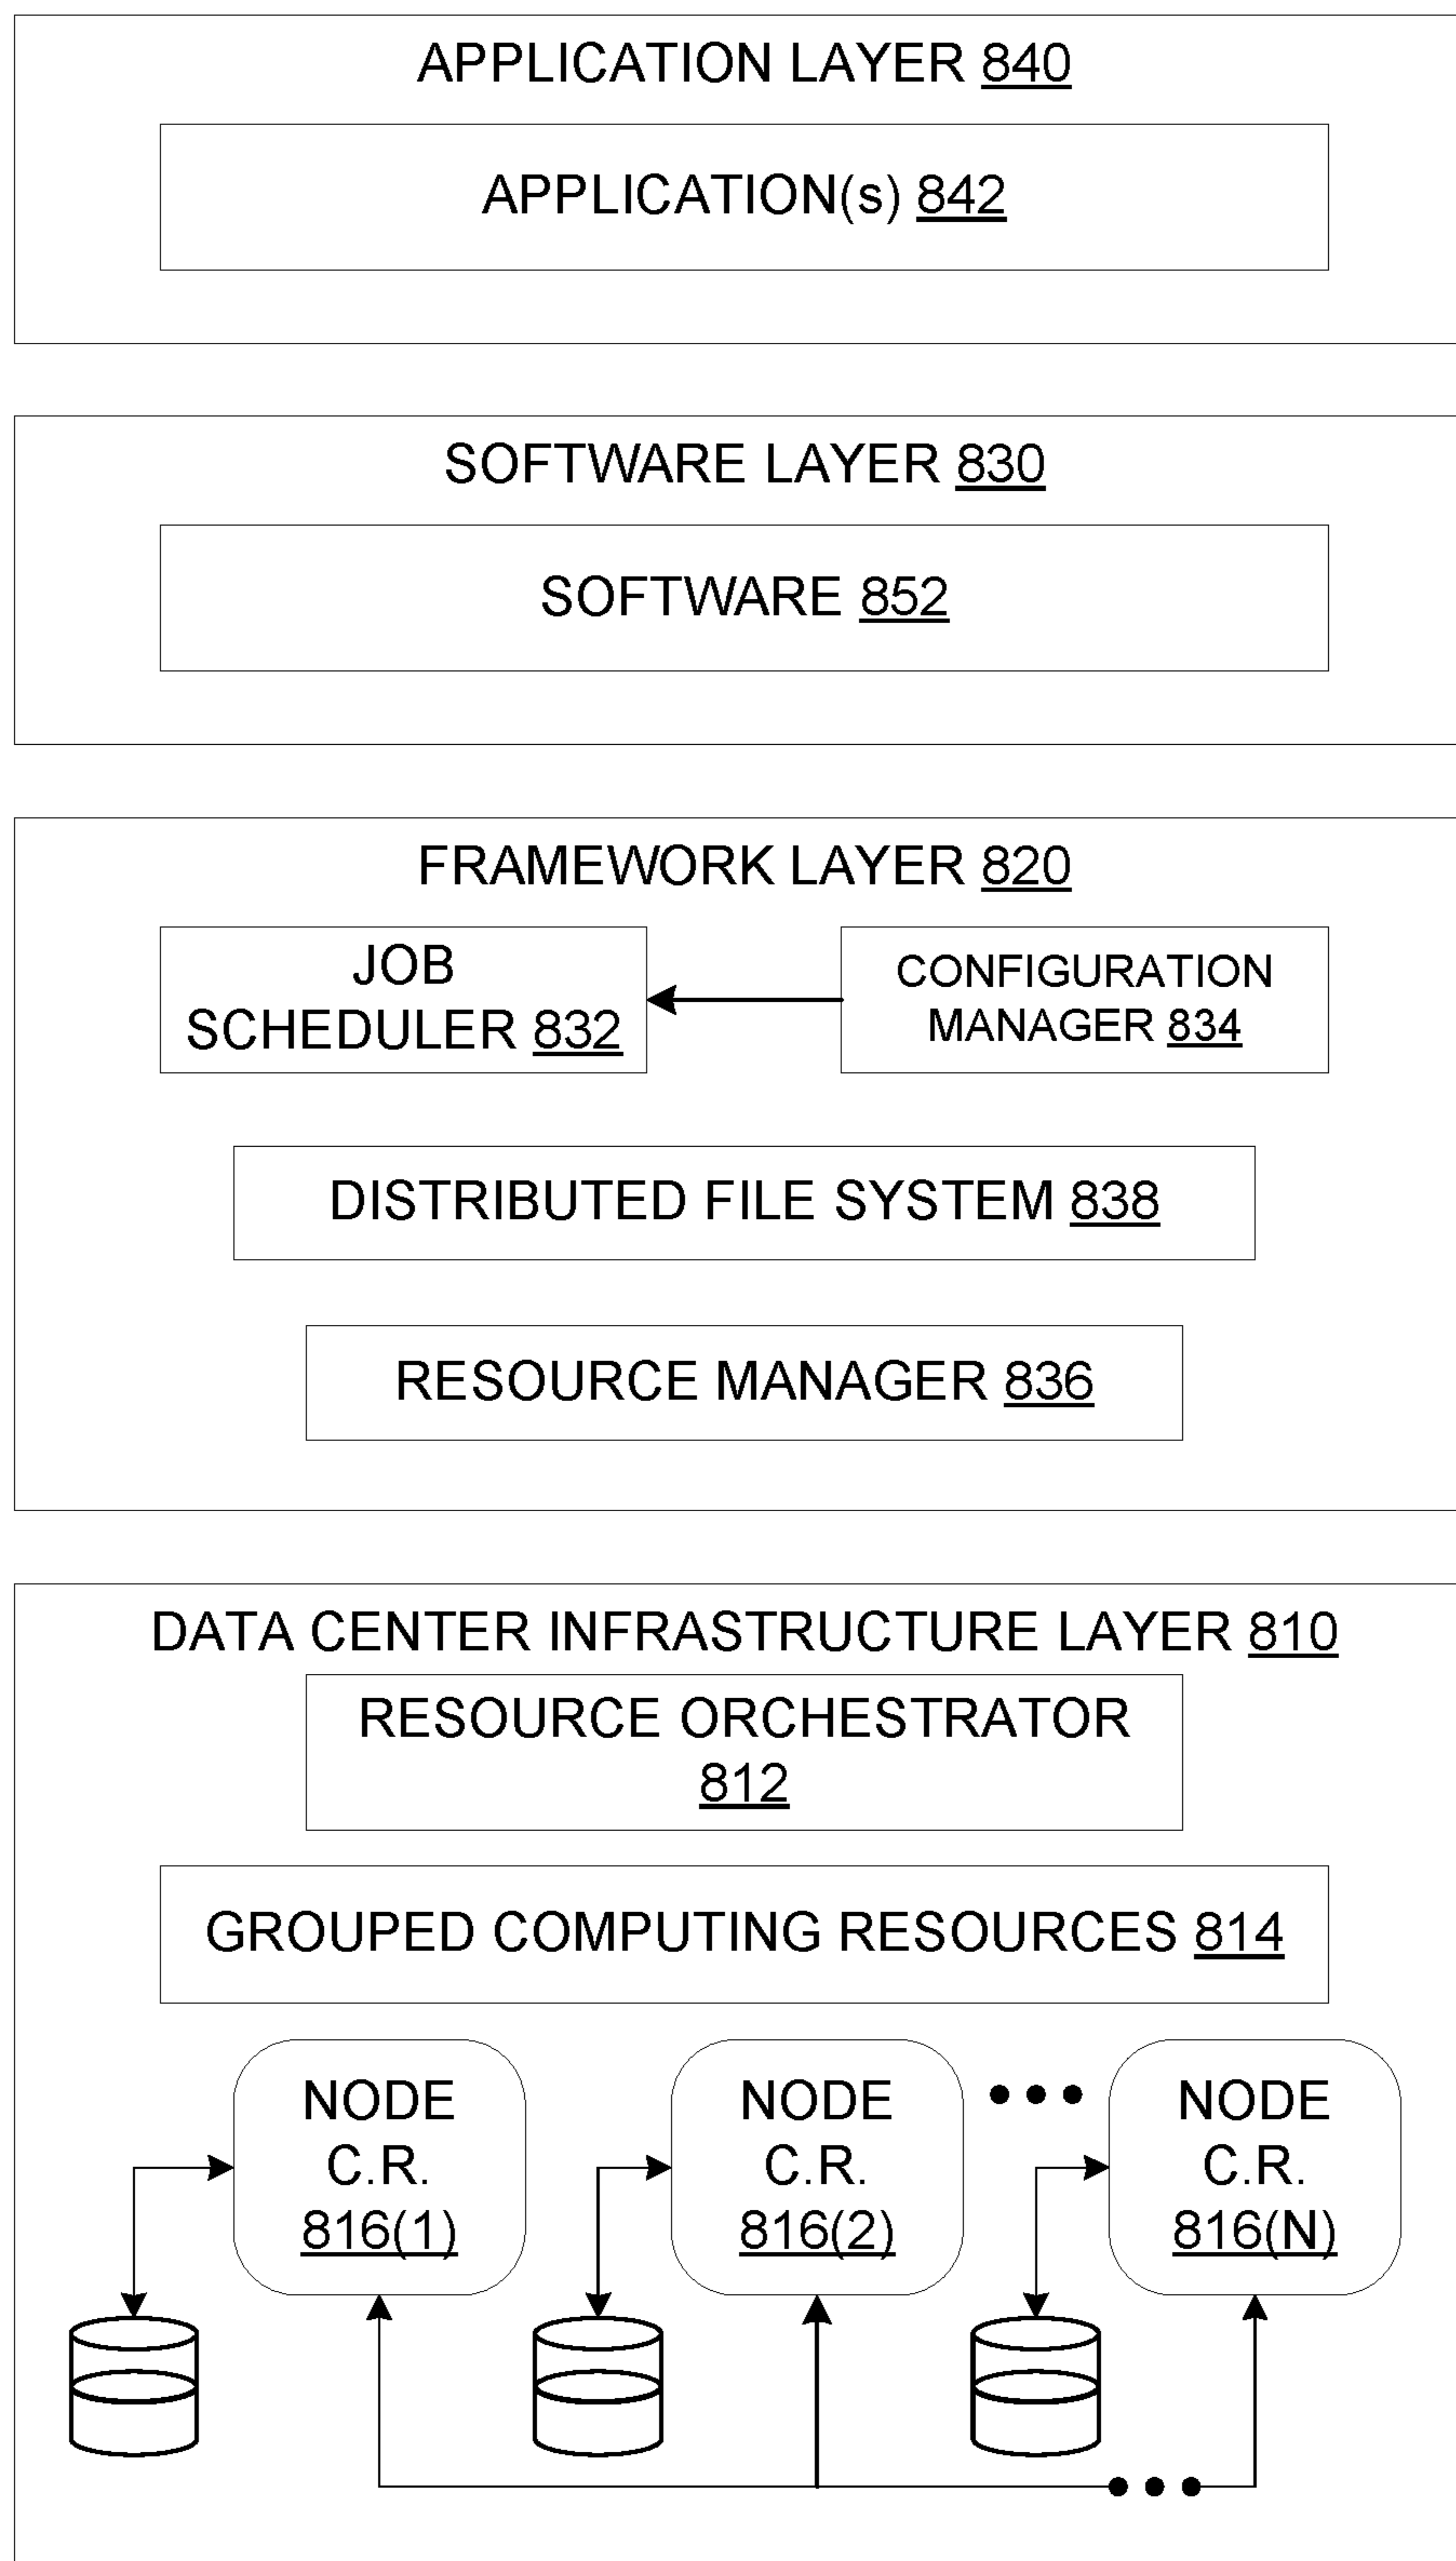 APPLICATION LAYER 840
APPLICATION(s) 842
SOFTWARE LAYER 830
SOFTWARE 852
FRAMEWORK LAYER 820
JOB
SCHEDULER 832
CONFIGURATION
MANAGER 834
DISTRIBUTED FILE SYSTEM 838
RESOURCE MANAGER 836
DATA CENTER INFRASTRUCTURE LAYER 810
RESOURCE ORCHESTRATOR
812
GROUPED COMPUTING RESOURCES 814
NODE
C.R.
816(1)
NODE
C.R.
816(2)
NODE
C.R.
816(N)